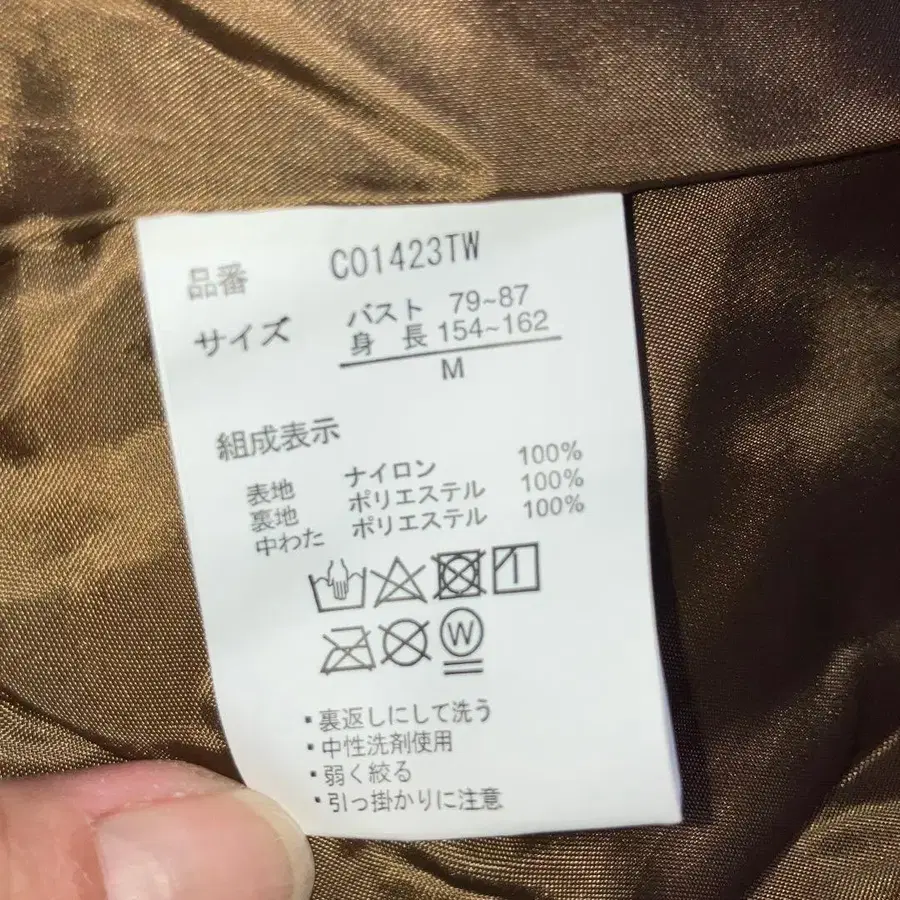 品番 C01423TW
サイズ バスト 79~87
身 長 154~162
M
組成表示
表地 ナイロン 100%
裏地 ポリエステル 100%
中わた ポリエステル 100%
W
・裏返しにして洗う
・中性洗剤使用
・弱く絞る
・引っ掛かりに注意